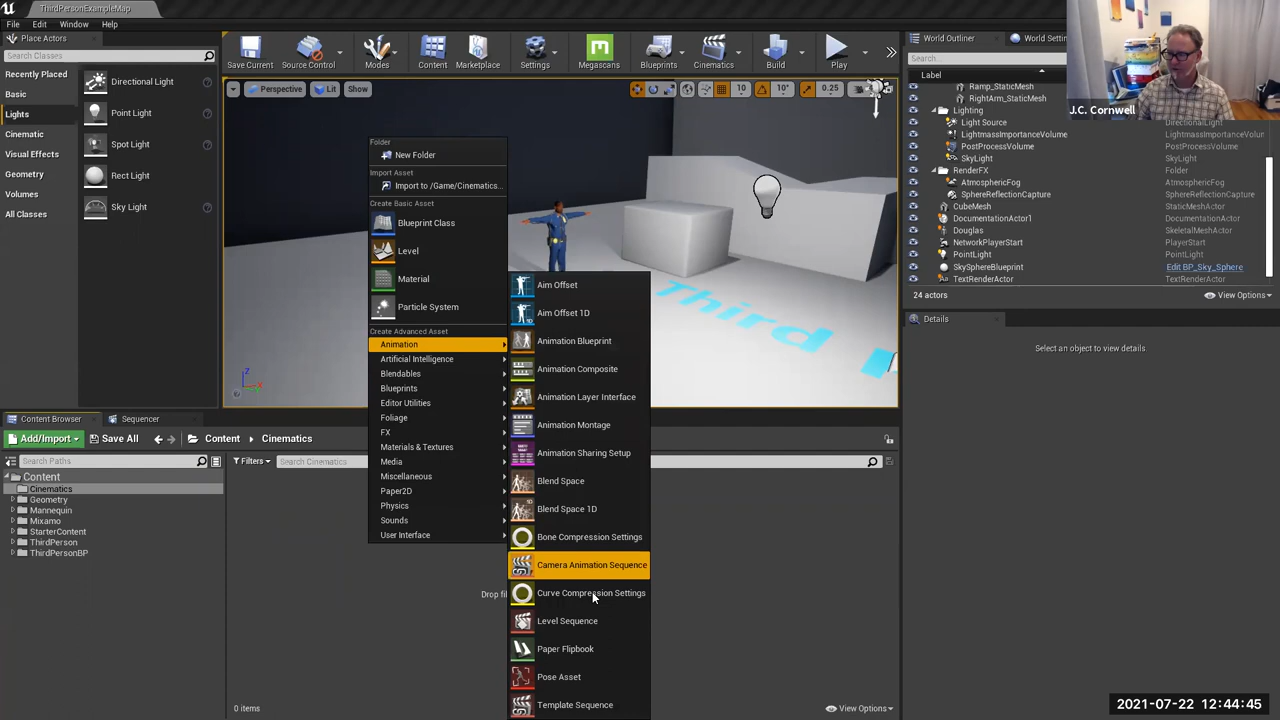 ThirdPersonExampleMap
File Edit Window Help
Place Actors
Search Classes
Recently Placed
Basic
Lights
Cinematic
Visual Effects
Geometry
Volumes
All Classes
Directional Light
Point Light
Spot Light
Rect Light
Sky Light
Save Current
Source Control
Modes
Content
Marketplace
Settings
Megascans
Blueprints
Cinematics
Build
Play
Perspective
Lit
Show
10
10°
0.25
Folder
New Folder
Import Asset
Import to /Game/Cinematics...
Create Basic Asset
Blueprint Class
Level
Material
Particle System
Create Advanced Asset
Animation
Artificial Intelligence
Blendables
Blueprints
Editor Utilities
Foliage
FX
Materials & Textures
Media
Miscellaneous
Paper2D
Physics
Sounds
User Interface
Aim Offset
Aim Offset 1D
Animation Blueprint
Animation Composite
Animation Layer Interface
Animation Montage
Animation Sharing Setup
Blend Space
Blend Space 1D
Bone Compression Settings
Camera Animation Sequence
Curve Compression Settings
Level Sequence
Paper Flipbook
Pose Asset
Template Sequence
Third
World Outliner
World Settin
Search...
Label
J.C. Cornwell
Ramp_StaticMesh
RightArm_StaticMesh
Lighting
Light Source DirectionalLight
LightmassImportanceVolume LightmassImportanceVolur
PostProcessVolume PostProcessVolume
SkyLight SkyLight
RenderFX Folder
AtmosphericFog AtmosphericFog
SphereReflectionCapture SphereReflectionCapture
CubeMesh StaticMeshActor
DocumentationActor1 DocumentationActor
Douglas SkeletalMeshActor
NetworkPlayerStart PlayerStart
PointLight PointLight
SkySphereBlueprint Edit BP_Sky_Sphere
TextRenderActor TextRenderActor
24 actors
View Options
Details
Select an object to view details
Content Browser
Sequencer
Add/Import
Save All
Content
Cinematics
Search Paths
Filters
Search Cinematics
Content
Cinematics
Geometry
Mannequin
Mixamo
StarterContent
ThirdPerson
ThirdPersonBP
Drop fil
0 items
View Options
2021-07-22 12:44:45